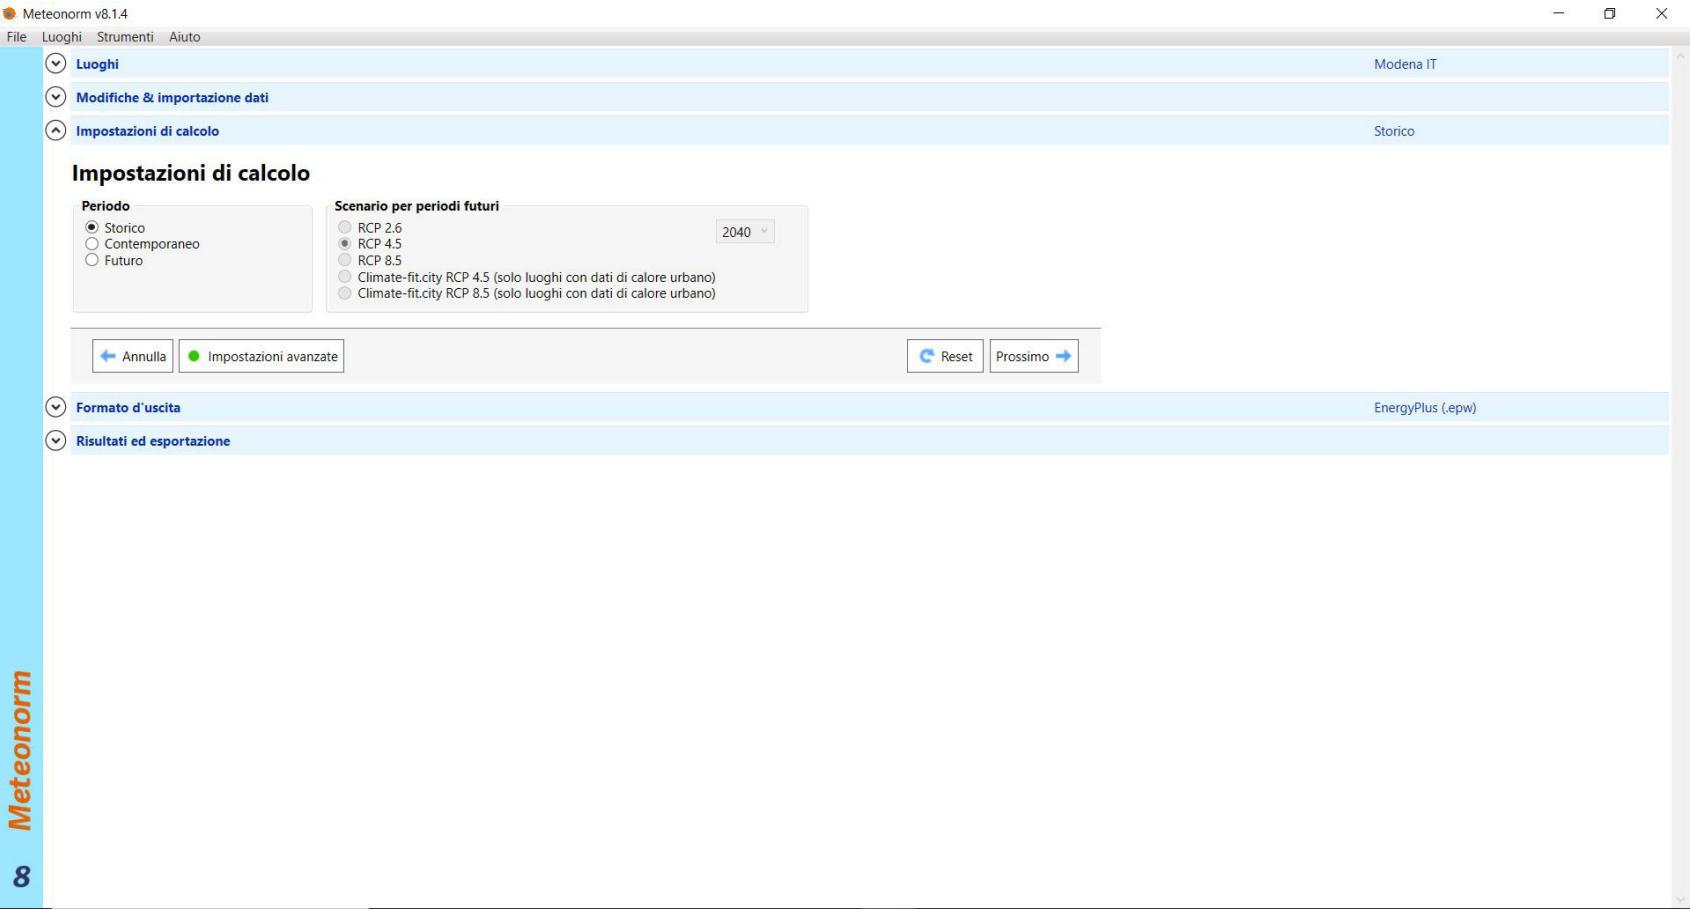 Meteonorm v8.1.4
File Luoghi Strumenti Aiuto
Luoghi Modena IT
Modifiche & importazione dati
Impostazioni di calcolo Storico
Impostazioni di calcolo
Periodo
Storico
Contemporaneo
Futuro
Scenario per periodi futuri
RCP 2.6
2040
RCP 4.5
RCP 8.5
Climate-fit.city RCP 4.5 (solo luoghi con dati di calore urbano)
Climate-fit.city RCP 8.5 (solo luoghi con dati di calore urbano)
Annulla Impostazioni avanzate Reset Prossimo
Formato d'uscita EnergyPlus (.epw)
Risultati ed esportazione
Meteonorm
8